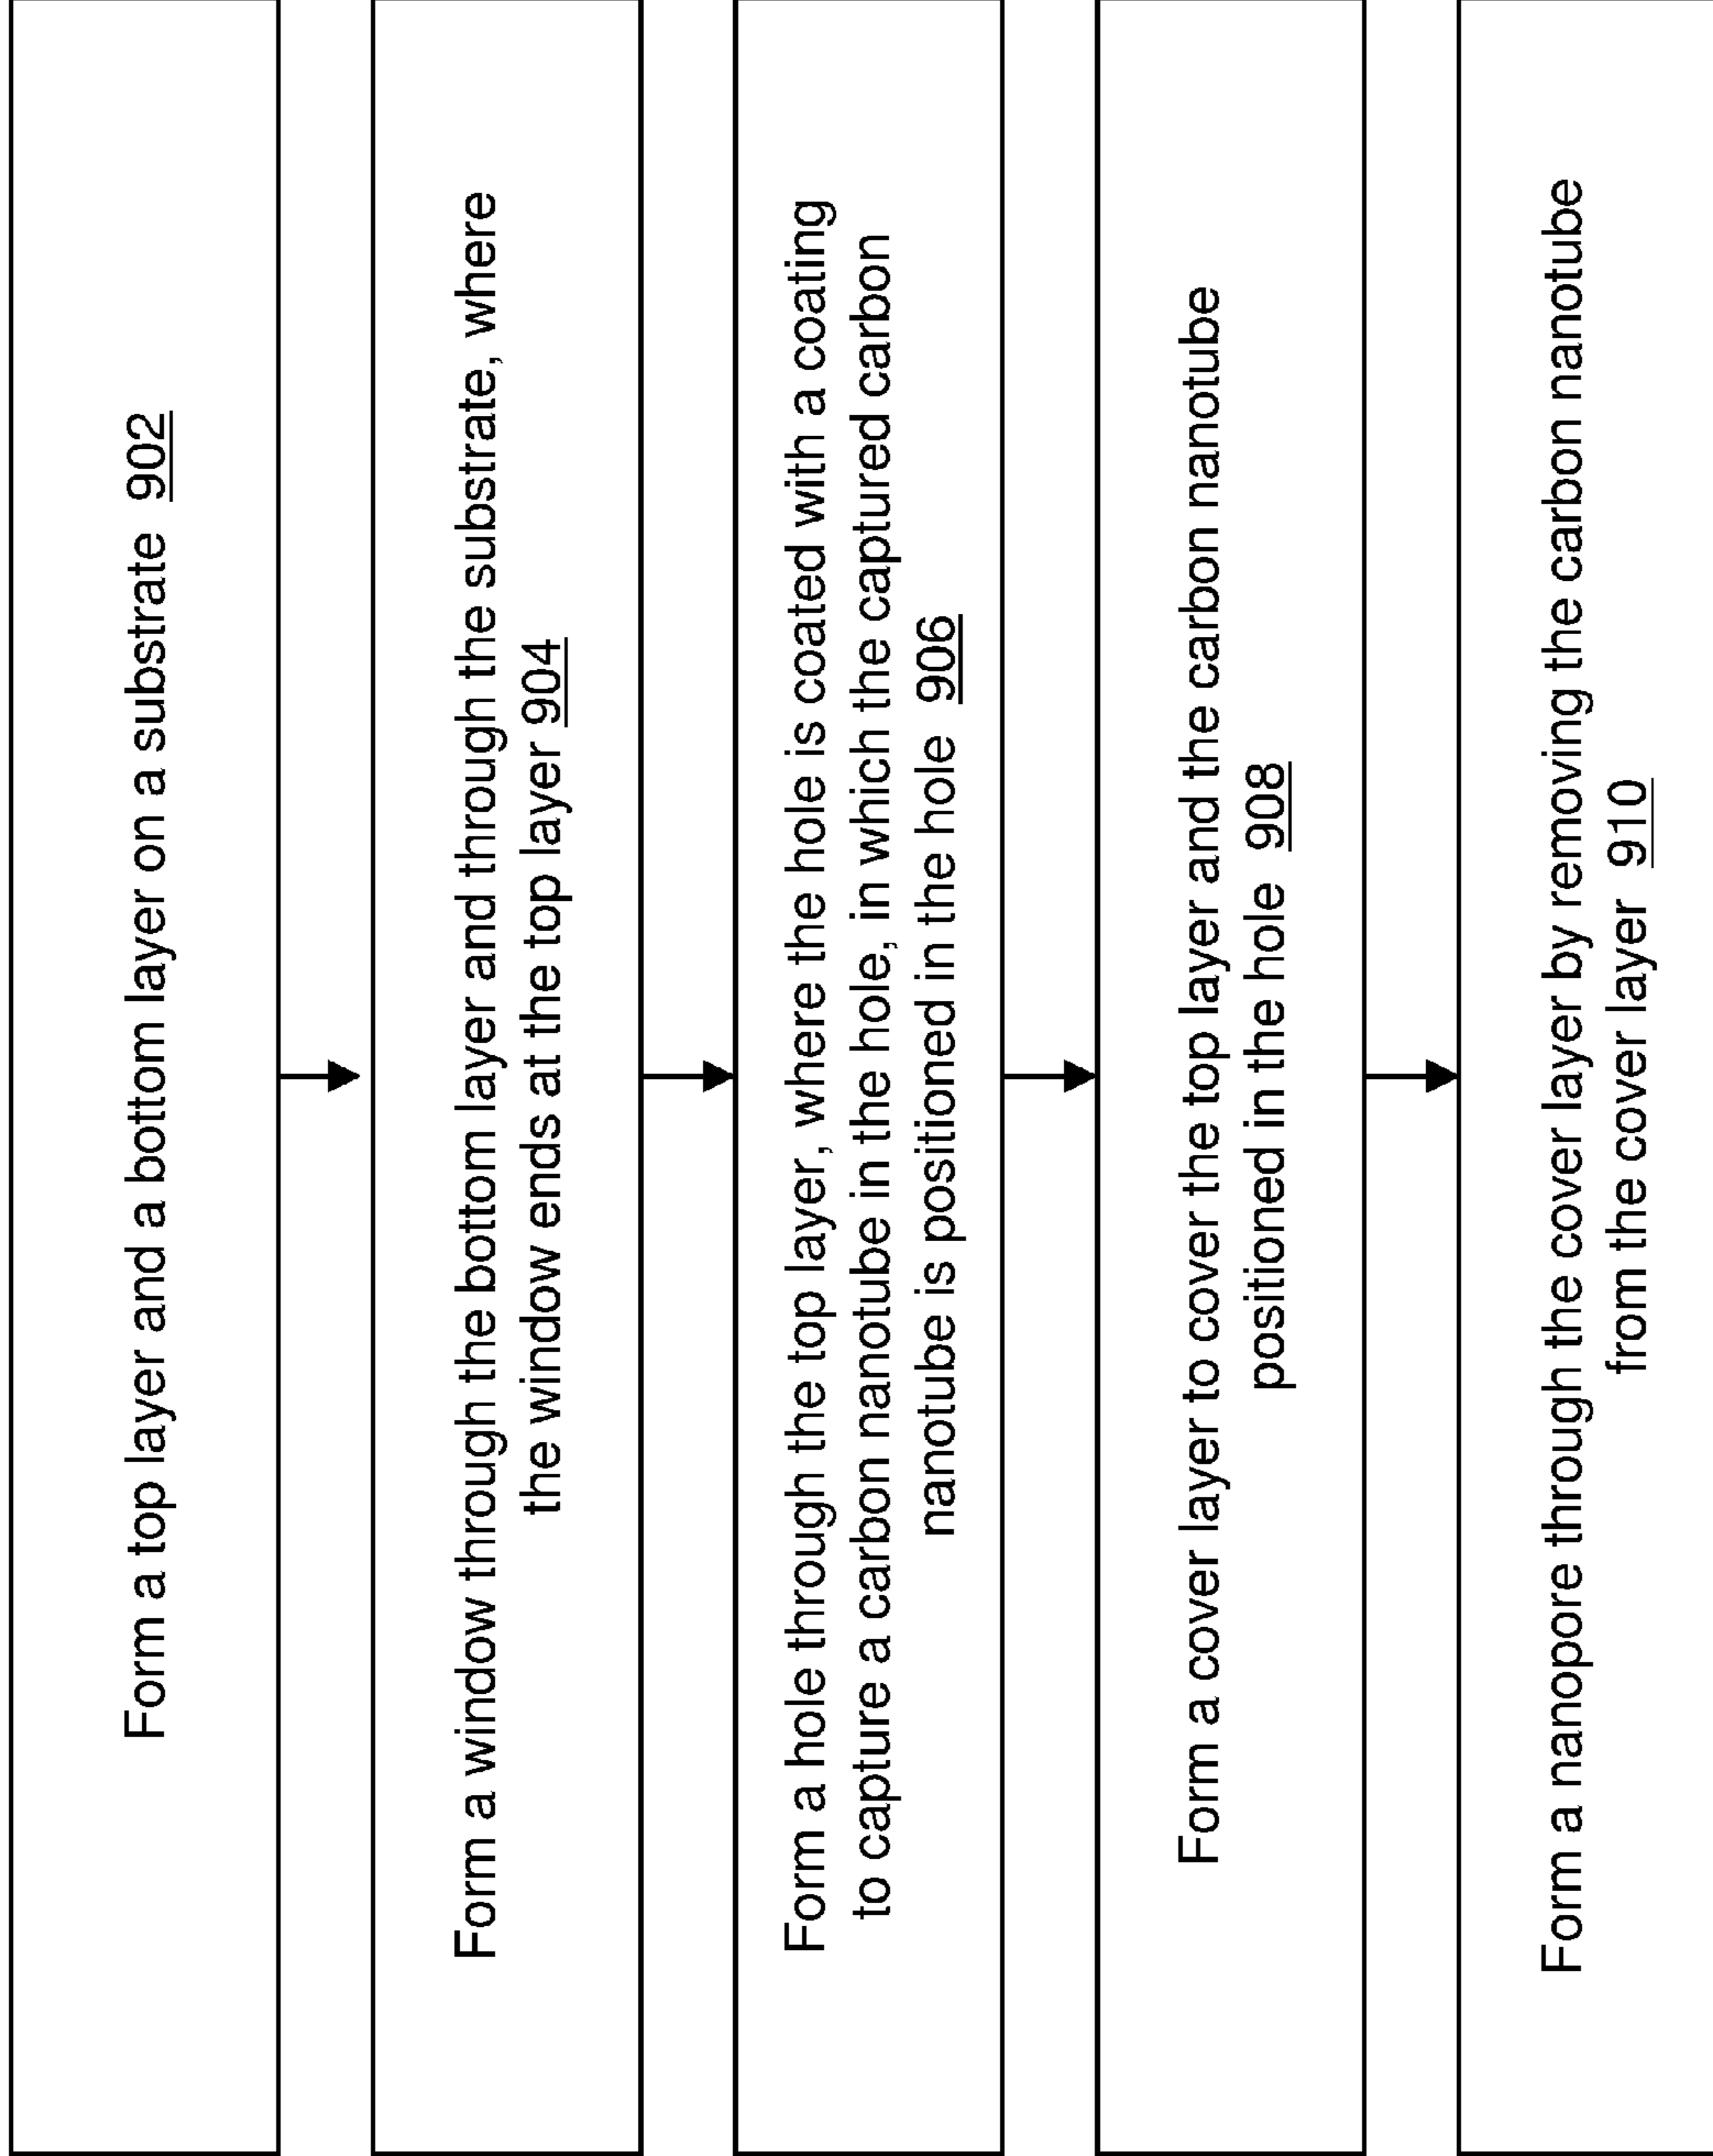 Form a top layer and a bottom layer on a substrate 902
Form a window through the bottom layer and through the substrate, where
the window ends at the top layer 904
Form a hole through the top layer, where the hole is coated with a coating
to capture a carbon nanotube in the hole, in which the captured carbon
nanotube is positioned in the hole 906
Form a cover layer to cover the top layer and the carbon nanotube
positioned in the hole 908
Form a nanopore through the cover layer by removing the carbon nanotube
from the cover layer 910